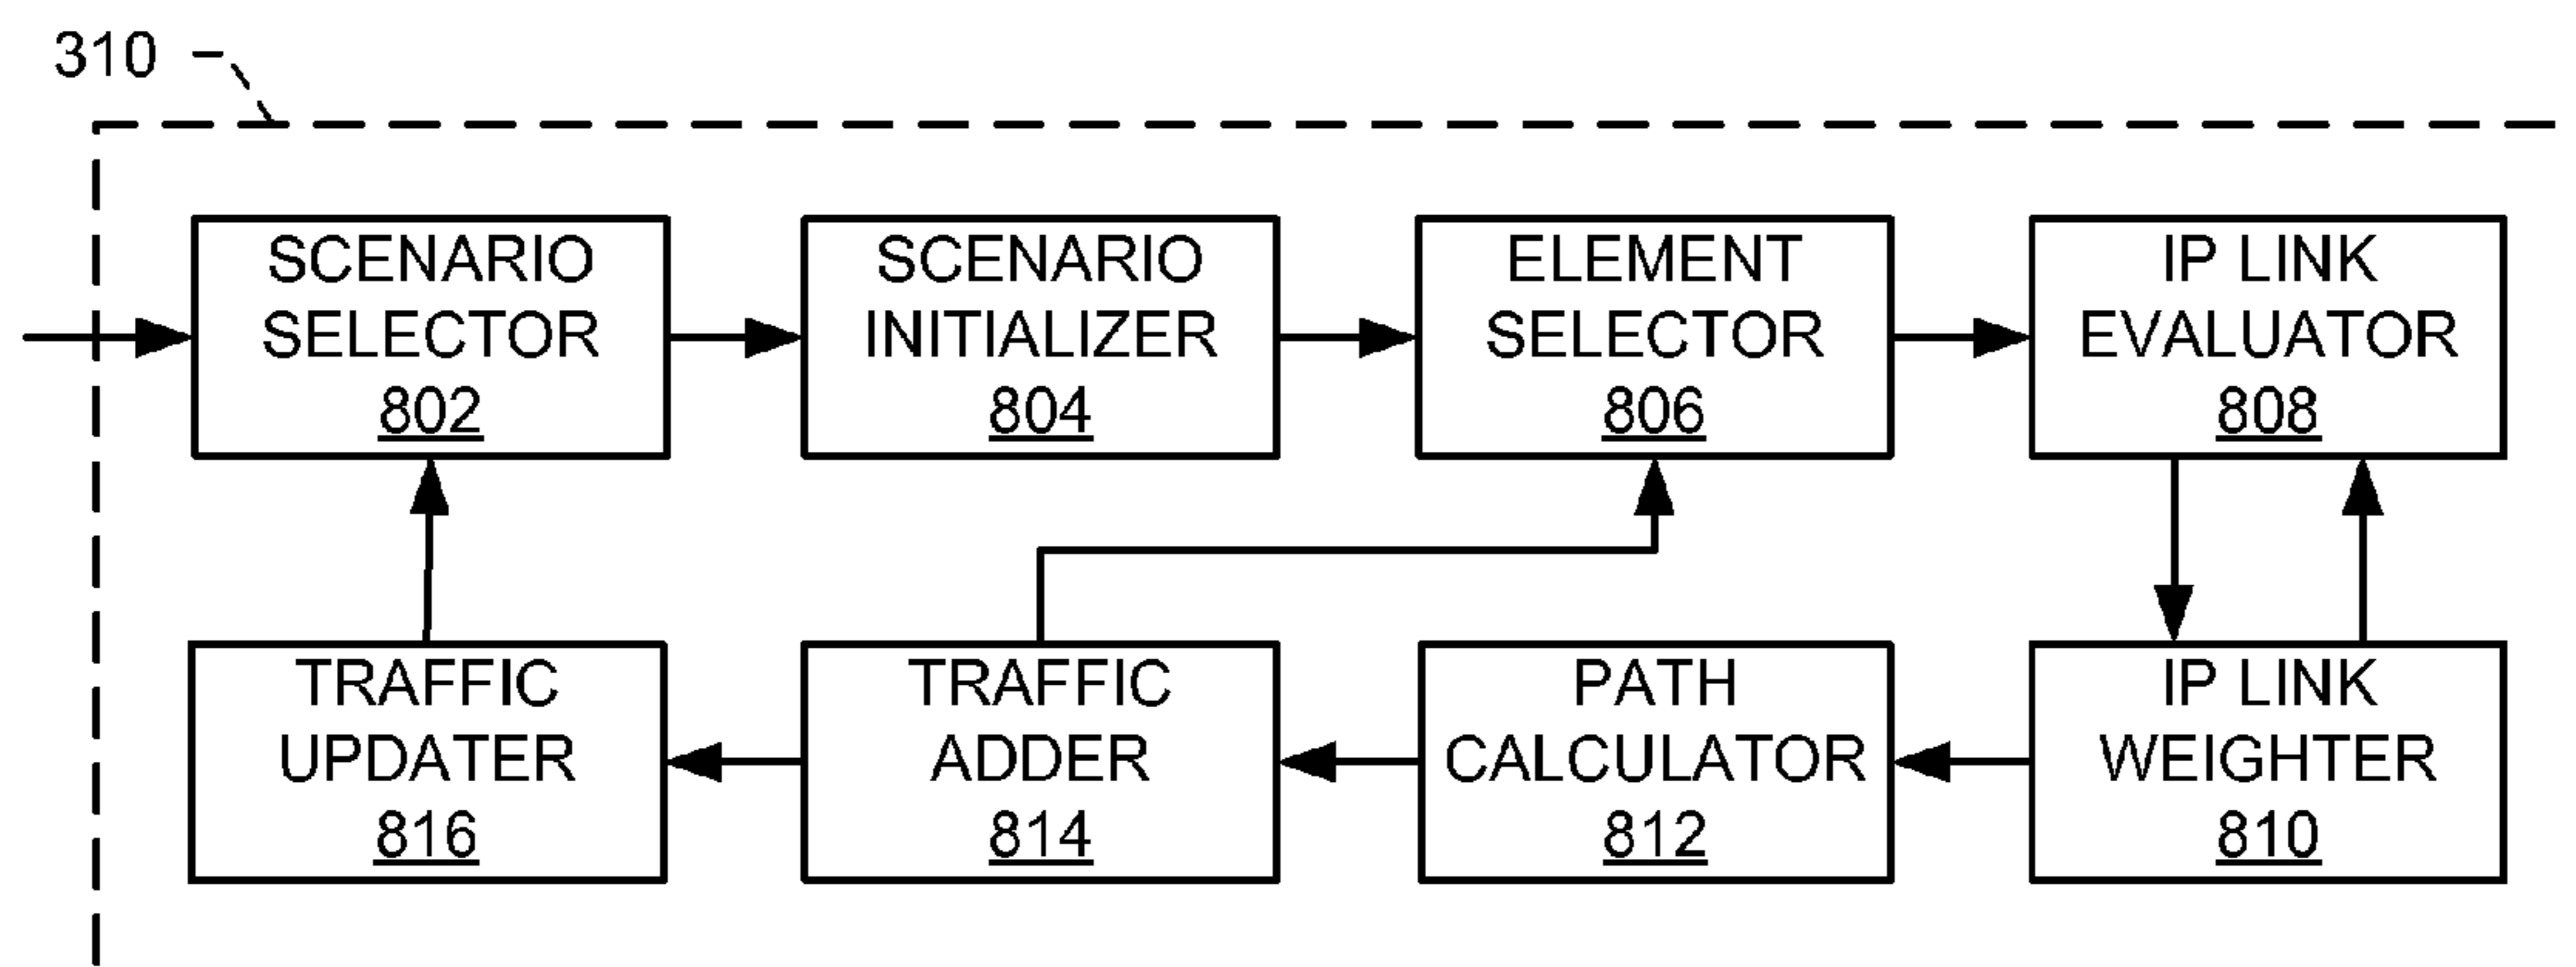 310
SCENARIO
SELECTOR
802
SCENARIO
INITIALIZER
804
ELEMENT
SELECTOR
806
IP LINK
EVALUATOR
808
TRAFFIC
UPDATER
816
TRAFFIC
ADDER
814
PATH
CALCULATOR
812
IP LINK
WEIGHTER
810